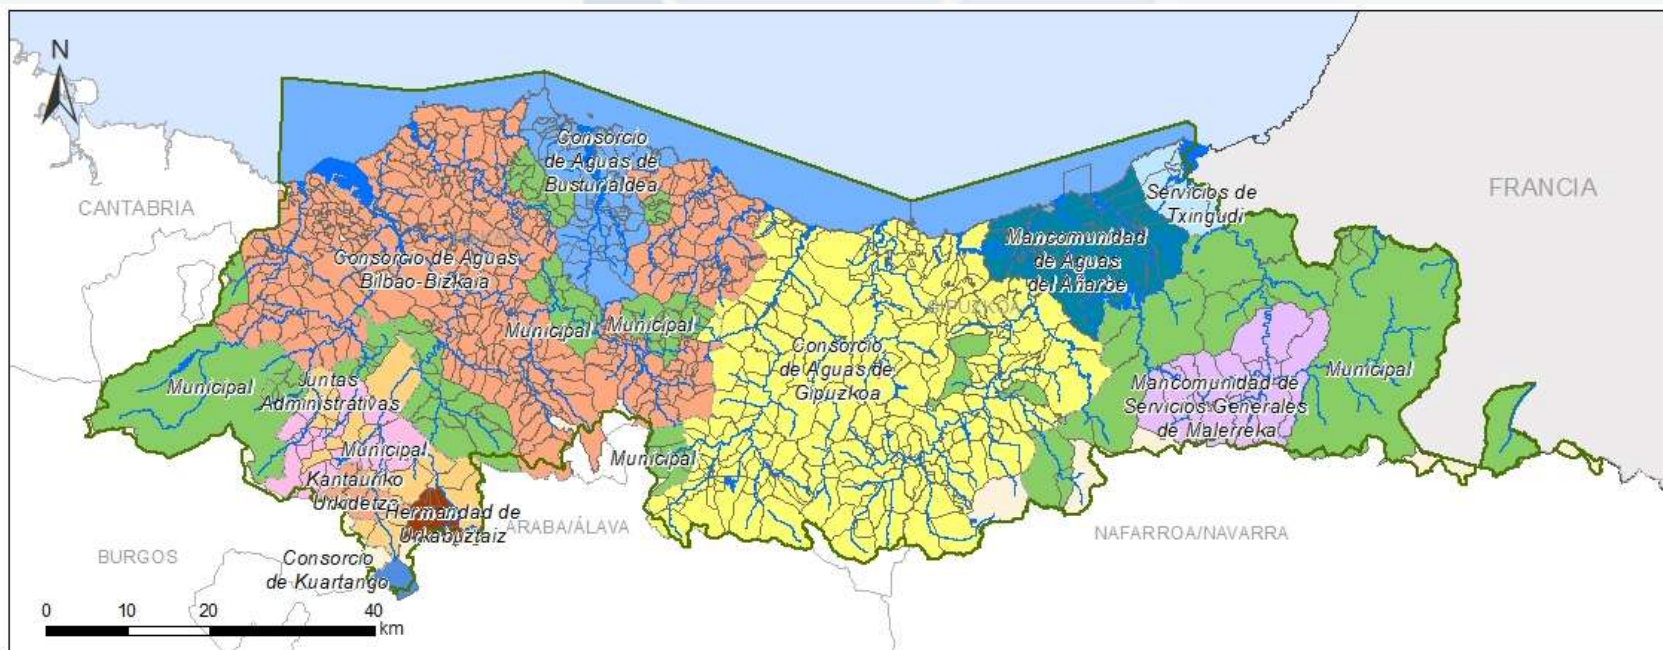 N
Consorcio
de Aguas de
Busturialdea
Servicios de
Txingudi
FRANCIA
CANTABRIA
Mancomunidad
de Aguas
del Añarbe
Consorcio de Aguas
Bilbao-Bizkaia
GIPUZKOA
Municipal
Municipal
Consorcio
de Aguas de
Gipuzkoa
Municipal
Juntas
Administrativas
Mancomunidad de
Servicios Generales
de Malerreka
Municipal
Municipal
Municipal
Kantauriko
Urkidetza
Hermandad de
Urkabuztaiz
ARABA/ÁLAVA
NAFARROA/NAVARRA
BURGOS
Consorcio
de Kuartango
0 10 20 40
km